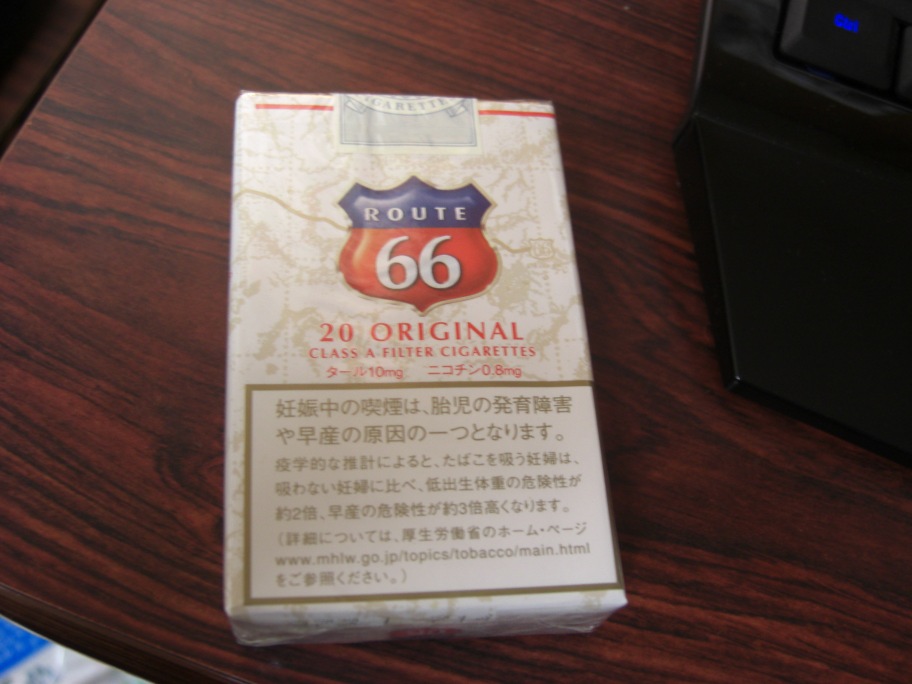 CIGARETTE
ROUTE
66
20 ORIGINAL
CLASS A FILTER CIGARETTES
タール10mg ニコチン0.8mg
妊娠中の喫煙は、胎児の発育障害
や早産の原因の一つとなります。
疫学的な推計によると、たばこを吸う妊婦は、
吸わない妊婦に比べ、低出生体重の危険性が
約2倍、早産の危険性が約3倍高くなります。
（詳細については、厚生労働省のホーム・ページ
www.mhlw.go.jp/topics/tobacco/main.html
をご参照ください。）